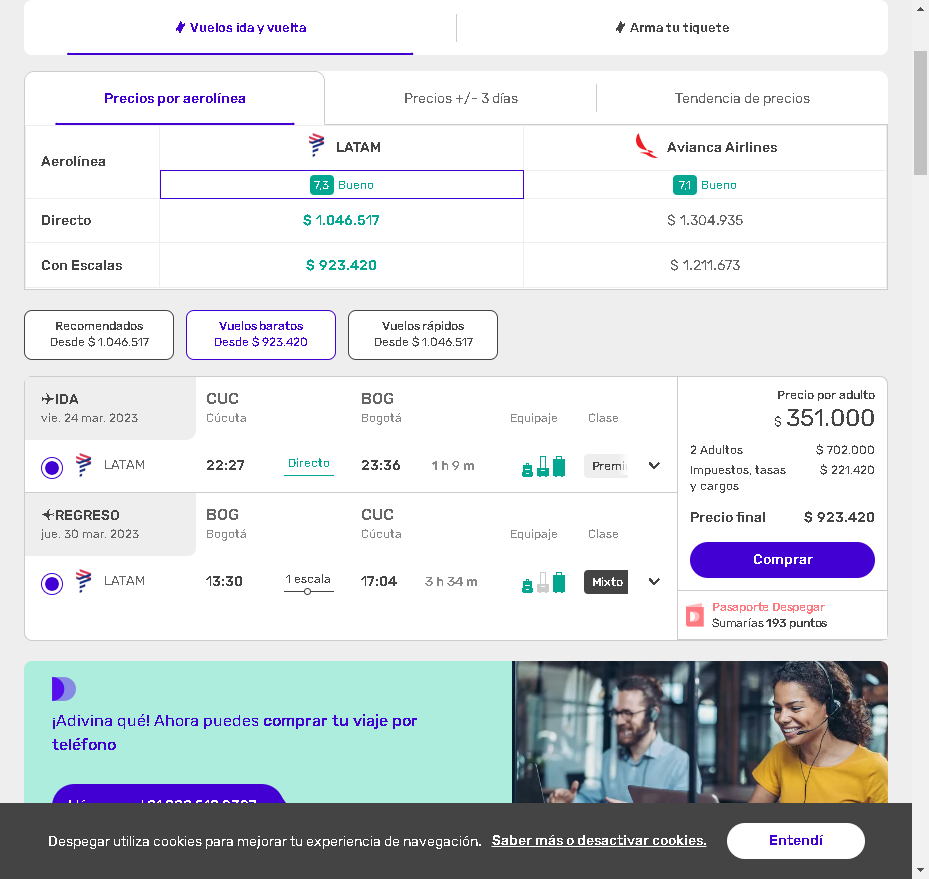 Vuelos ida y vuelta
Arma tu tiquete
Precios por aerolínea
Precios +/- 3 días
Tendencia de precios
Aerolínea
LATAM
Avianca Airlines
7,3 Bueno
7,1 Bueno
Directo
$ 1.046.517
$ 1.304.935
Con Escalas
$ 923.420
$ 1.211.673
Recomendados
Desde $ 1.046.517
Vuelos baratos
Desde $ 923.420
Vuelos rápidos
Desde $ 1.046.517
IDA
vie. 24 mar. 2023
CUC
Cúcuta
BOG
Bogotá
Equipaje
Clase
LATAM
22:27
Directo
23:36
1 h 9 m
Premi
REGRESO
jue. 30 mar. 2023
BOG
Bogotá
CUC
Cúcuta
Equipaje
Clase
LATAM
13:30
1 escala
17:04
3 h 34 m
Mixto
Precio por adulto
$ 351.000
2 Adultos $ 702.000
Impuestos, tasas $ 221.420
y cargos
Precio final $ 923.420
Comprar
Pasaporte Despegar
Sumarías 193 puntos
¡Adivina qué! Ahora puedes comprar tu viaje por
teléfono
Despegar utiliza cookies para mejorar tu experiencia de navegación. Saber más o desactivar cookies.
Entendí